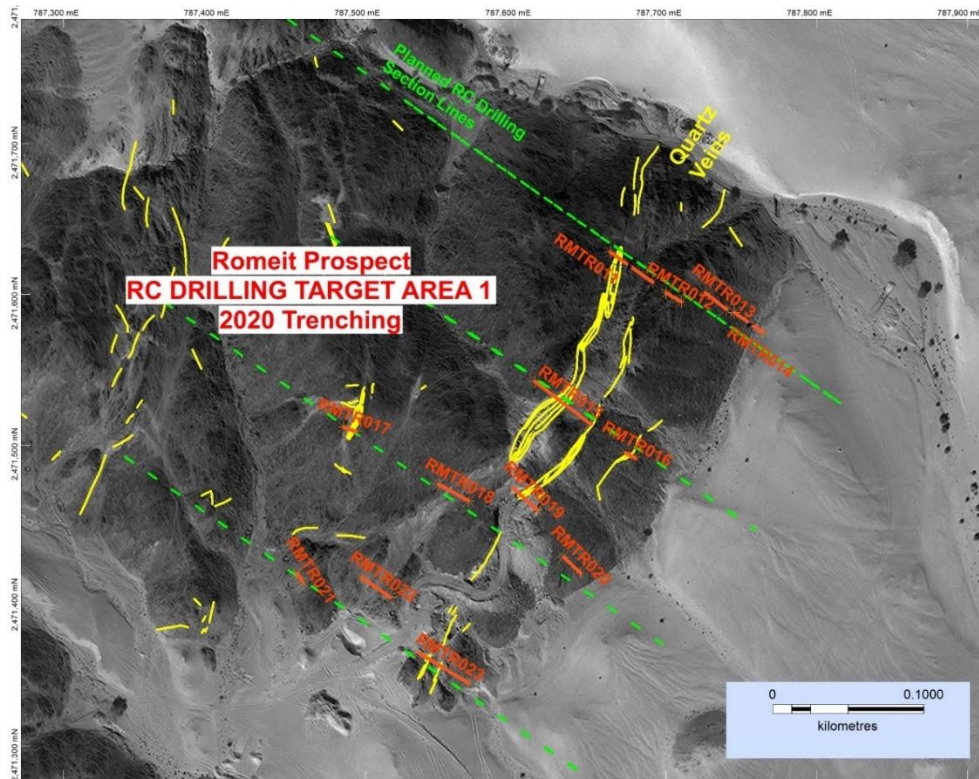 787,300 mE
787,400 mE
787,500 mE
787,600 mE
787,700 mE
787,800 mE
787,900 m
2,471,
2,471,700 mN
2,471,600 mN
2,471,500 mN
2,471,400 mN
2,471,300 mN
Planned RC Drilling
Section Lines
Quartz
Veins
Romeit Prospect
RC DRILLING TARGET AREA 1
2020 Trenching
RMTR013
RMTR014
RMTR016
RMTR017
RMTR018
RMTR019
RMTR020
RMTR021
RMTR022
RMTR023
0
0.1000
kilometres